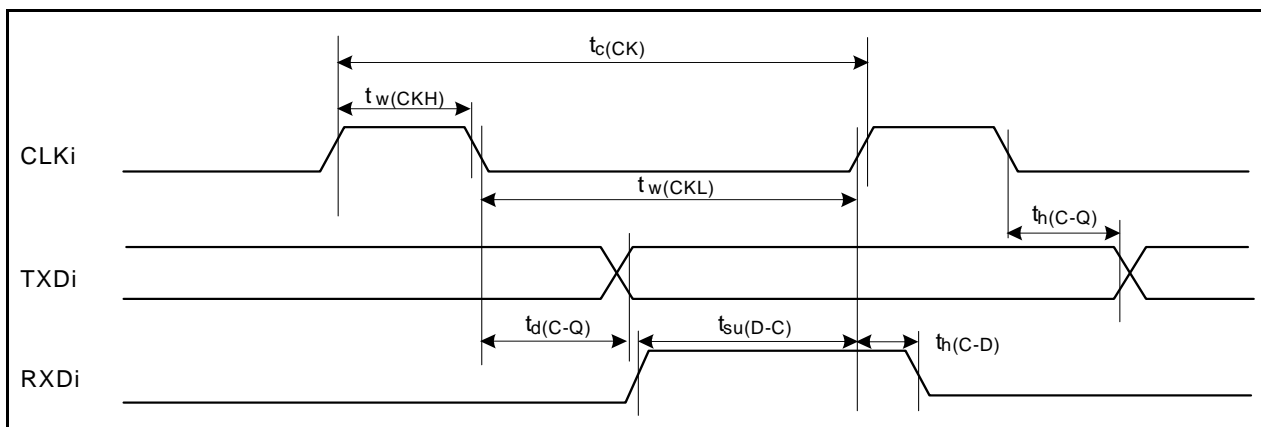 tc(CK)
tw(CKH)
CLKi
tw(CKL)
th(C-Q)
TXDi
td(C-Q)
tsu(D-C)
th(C-D)
RXDi